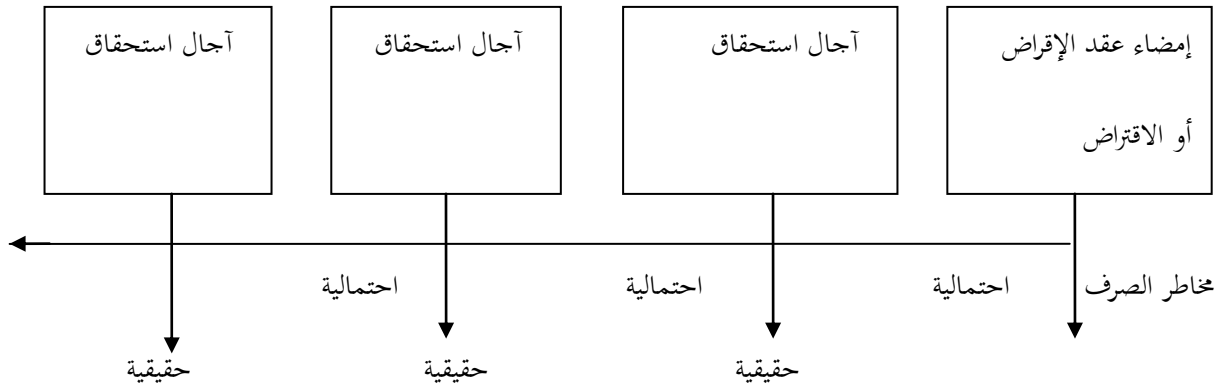 إمضاء عقد الإقراض
أو الاقتراض
آجال استحقاق
آجال استحقاق
آجال استحقاق
مخاطر الصرف
احتمالية
احتمالية
احتمالية
حقيقية
حقيقية
حقيقية